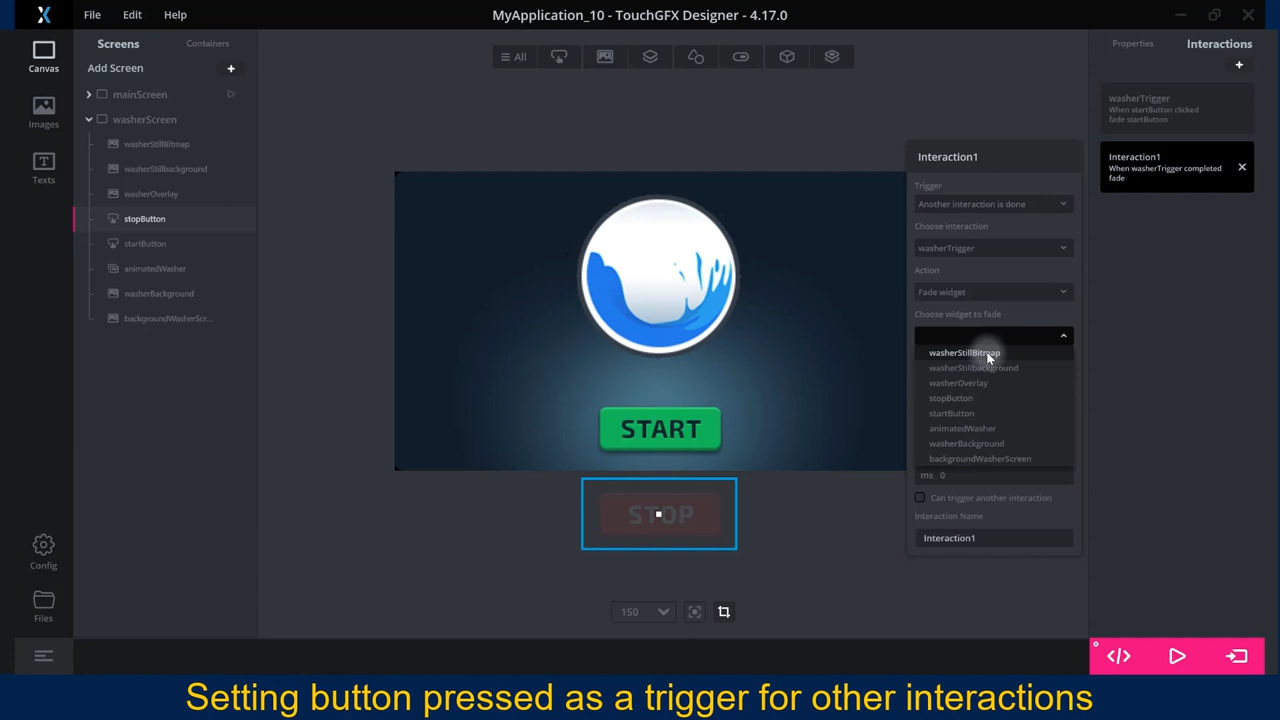 File Edit Help
MyApplication_10 - TouchGFX Designer - 4.17.0
Canvas
Images
Texts
Config
Files
Screens Containers
Add Screen +
mainScreen
washerScreen
washerStillBitmap
washerStillbackground
washerOverlay
stopButton
startButton
animatedWasher
washerBackground
backgroundWasherScr...
All
START
STOP
150
Interaction1
Trigger
Another interaction is done
Choose interaction
washerTrigger
Action
Fade widget
Choose widget to fade
washerStillBitmap
washerStillbackground
washerOverlay
stopButton
startButton
animatedWasher
washerBackground
backgroundWasherScreen
ms 0
Can trigger another interaction
Interaction Name
Interaction1
Properties Interactions
+
washerTrigger
When startButton clicked
fade startButton
Interaction1
When washerTrigger completed
fade
Setting button pressed as a trigger for other interactions